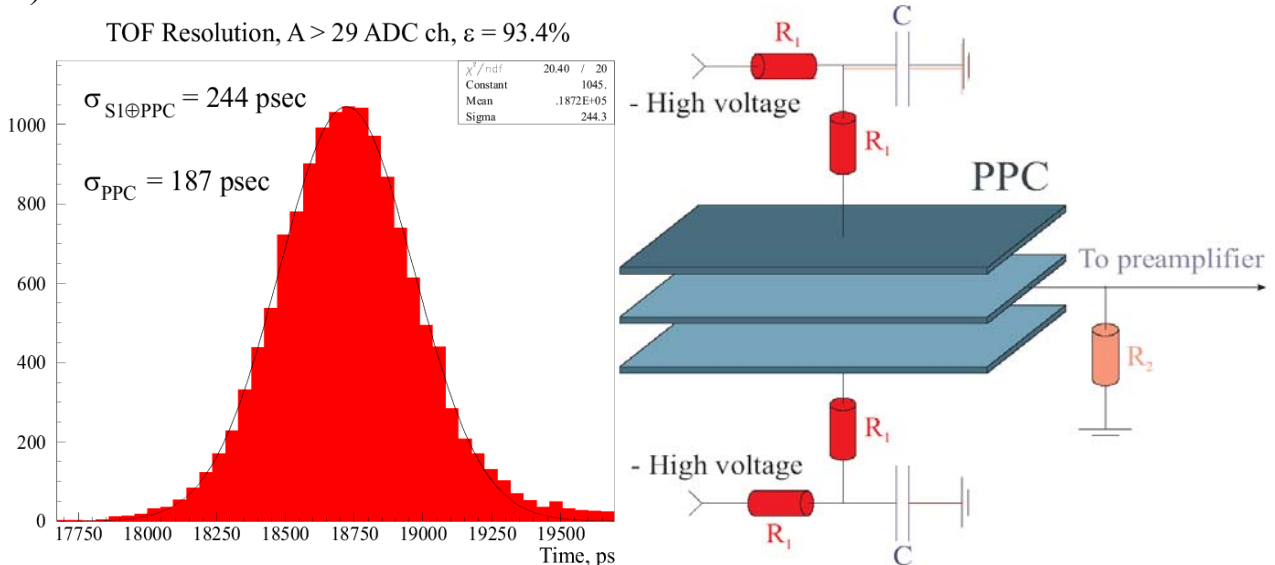 )
TOF Resolution, A > 29 ADC ch, ε = 93.4%
χ²/ndf 20.40 / 20
Constant 1045.
Mean .1872E+05
Sigma 244.3
σS1⊕PPC = 244 psec
σPPC = 187 psec
1000
800
600
400
200
0
17750 18000 18250 18500 18750 19000 19250 19500
Time, ps
R1
C
- High voltage
R1
PPC
To preamplifier
R2
R1
- High voltage
R1
C